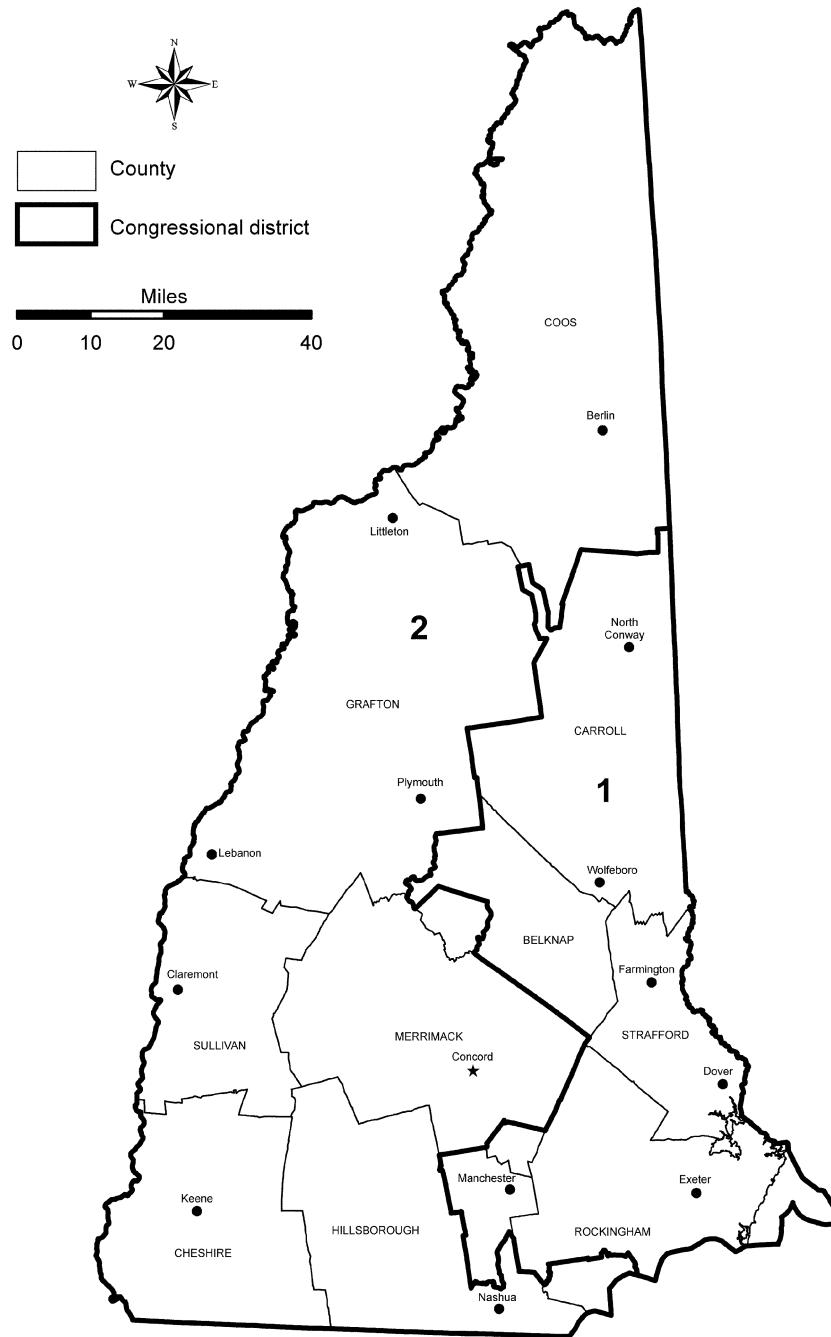 N
W E
S
County
Congressional district
Miles
0 10 20 40
COOS
Berlin
Littleton
2
North
Conway
GRAFTON
CARROLL
Plymouth
1
Lebanon
Wolfeboro
BELKNAP
Claremont
Farmington
SULLIVAN
MERRIMACK
STRAFFORD
Concord
Dover
Manchester
Exeter
Keene
HILLSBOROUGH
ROCKINGHAM
CHESHIRE
Nashua